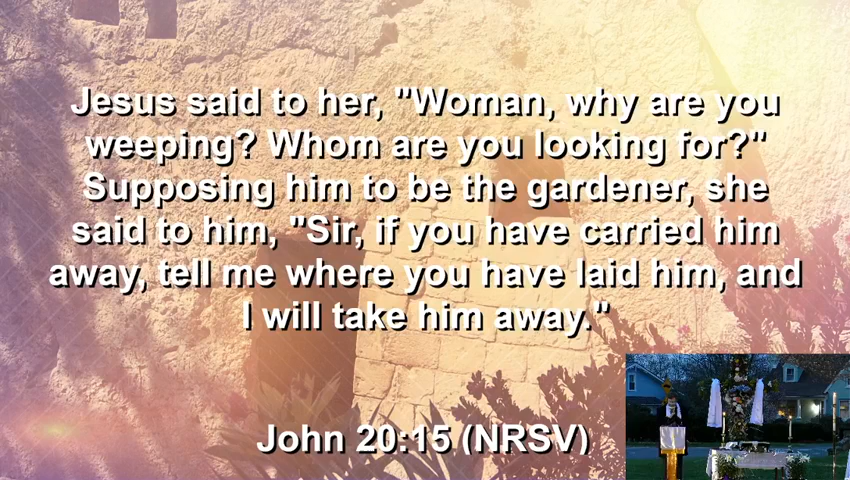 Jesus said to her, "Woman, why are you
weeping? Whom are you looking for?"
Supposing him to be the gardener, she
said to him, "Sir, if you have carried him
away, tell me where you have laid him, and
I will take him away."
John 20:15 (NRSV)